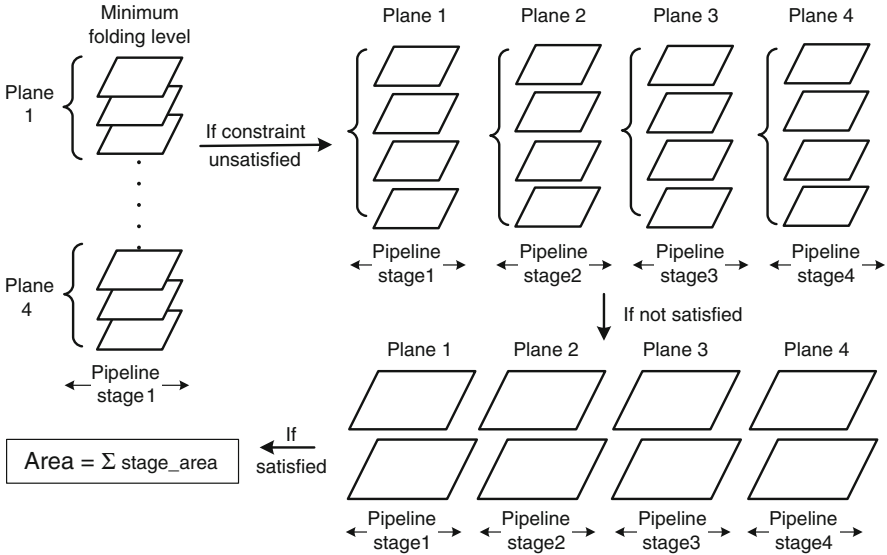 Minimum
folding level
Plane
1
Plane
4
Pipeline
stage1
If constraint
unsatisfied
Plane 1
Plane 2
Plane 3
Plane 4
Pipeline
stage1
Pipeline
stage2
Pipeline
stage3
Pipeline
stage4
If not satisfied
Plane 1
Plane 2
Plane 3
Plane 4
Pipeline
stage1
Pipeline
stage2
Pipeline
stage3
Pipeline
stage4
If
satisfied
Area = Σ stage_area